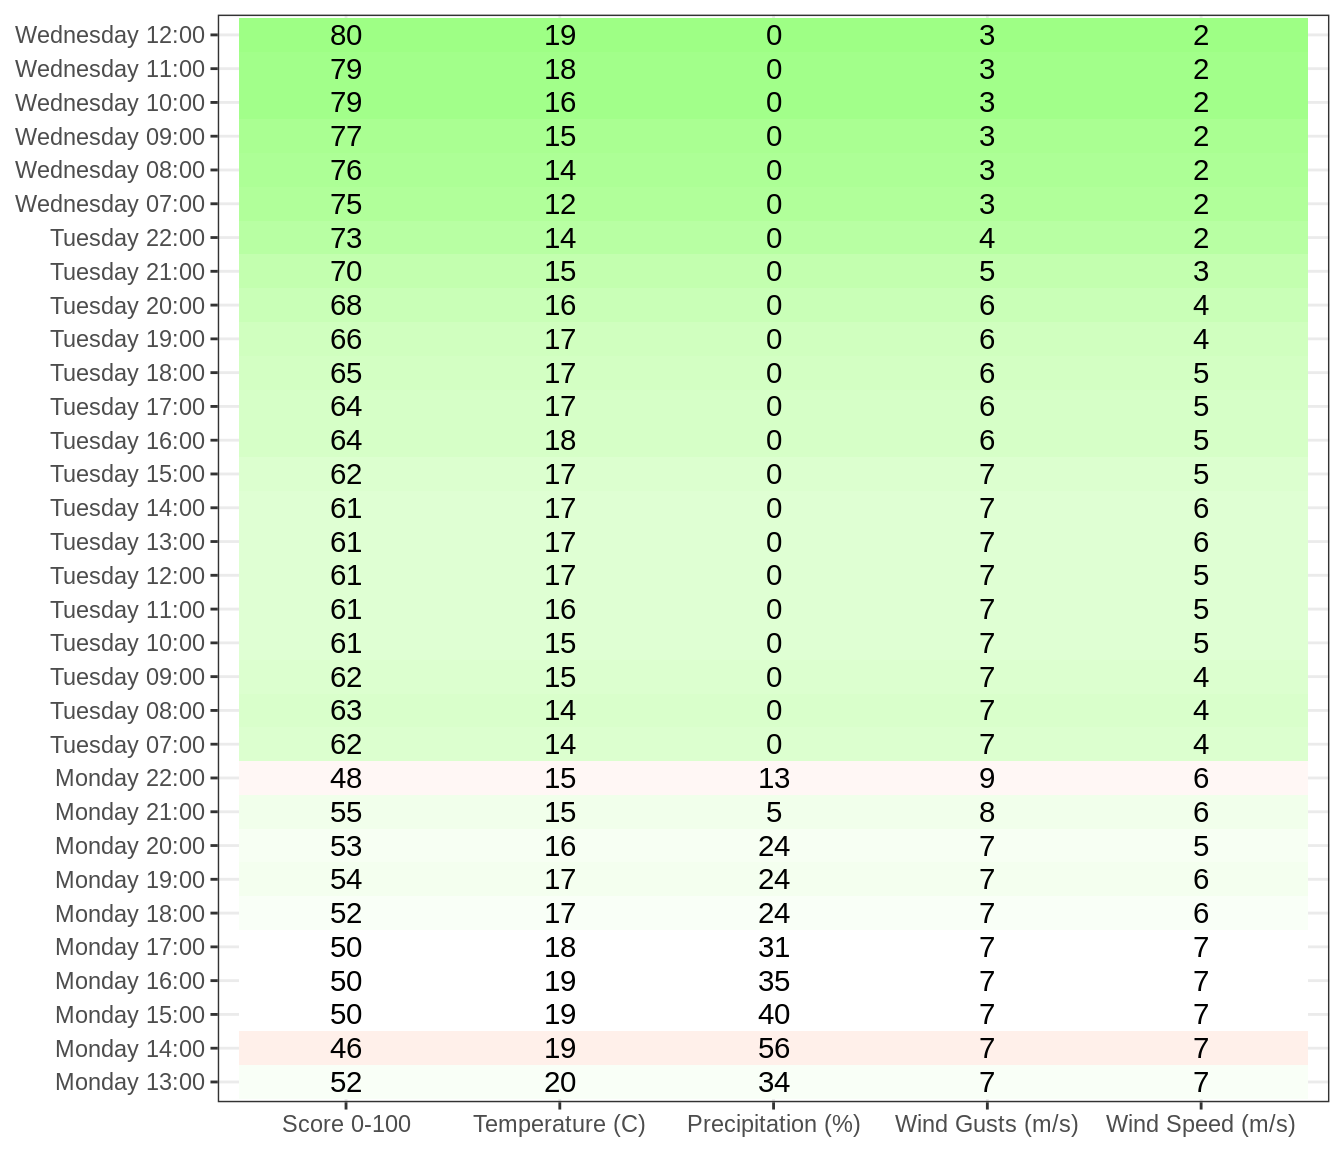 Wednesday 12:00 80 19 0 3 2
Wednesday 11:00 79 18 0 3 2
Wednesday 10:00 79 16 0 3 2
Wednesday 09:00 77 15 0 3 2
Wednesday 08:00 76 14 0 3 2
Wednesday 07:00 75 12 0 3 2
Tuesday 22:00 73 14 0 4 2
Tuesday 21:00 70 15 0 5 3
Tuesday 20:00 68 16 0 6 4
Tuesday 19:00 66 17 0 6 4
Tuesday 18:00 65 17 0 6 5
Tuesday 17:00 64 17 0 6 5
Tuesday 16:00 64 18 0 6 5
Tuesday 15:00 62 17 0 7 5
Tuesday 14:00 61 17 0 7 6
Tuesday 13:00 61 17 0 7 6
Tuesday 12:00 61 17 0 7 5
Tuesday 11:00 61 16 0 7 5
Tuesday 10:00 61 15 0 7 5
Tuesday 09:00 62 15 0 7 4
Tuesday 08:00 63 14 0 7 4
Tuesday 07:00 62 14 0 7 4
Monday 22:00 48 15 13 9 6
Monday 21:00 55 15 5 8 6
Monday 20:00 53 16 24 7 5
Monday 19:00 54 17 24 7 6
Monday 18:00 52 17 24 7 6
Monday 17:00 50 18 31 7 7
Monday 16:00 50 19 35 7 7
Monday 15:00 50 19 40 7 7
Monday 14:00 46 19 56 7 7
Monday 13:00 52 20 34 7 7
Score 0-100 Temperature (C) Precipitation (%) Wind Gusts (m/s) Wind Speed (m/s)